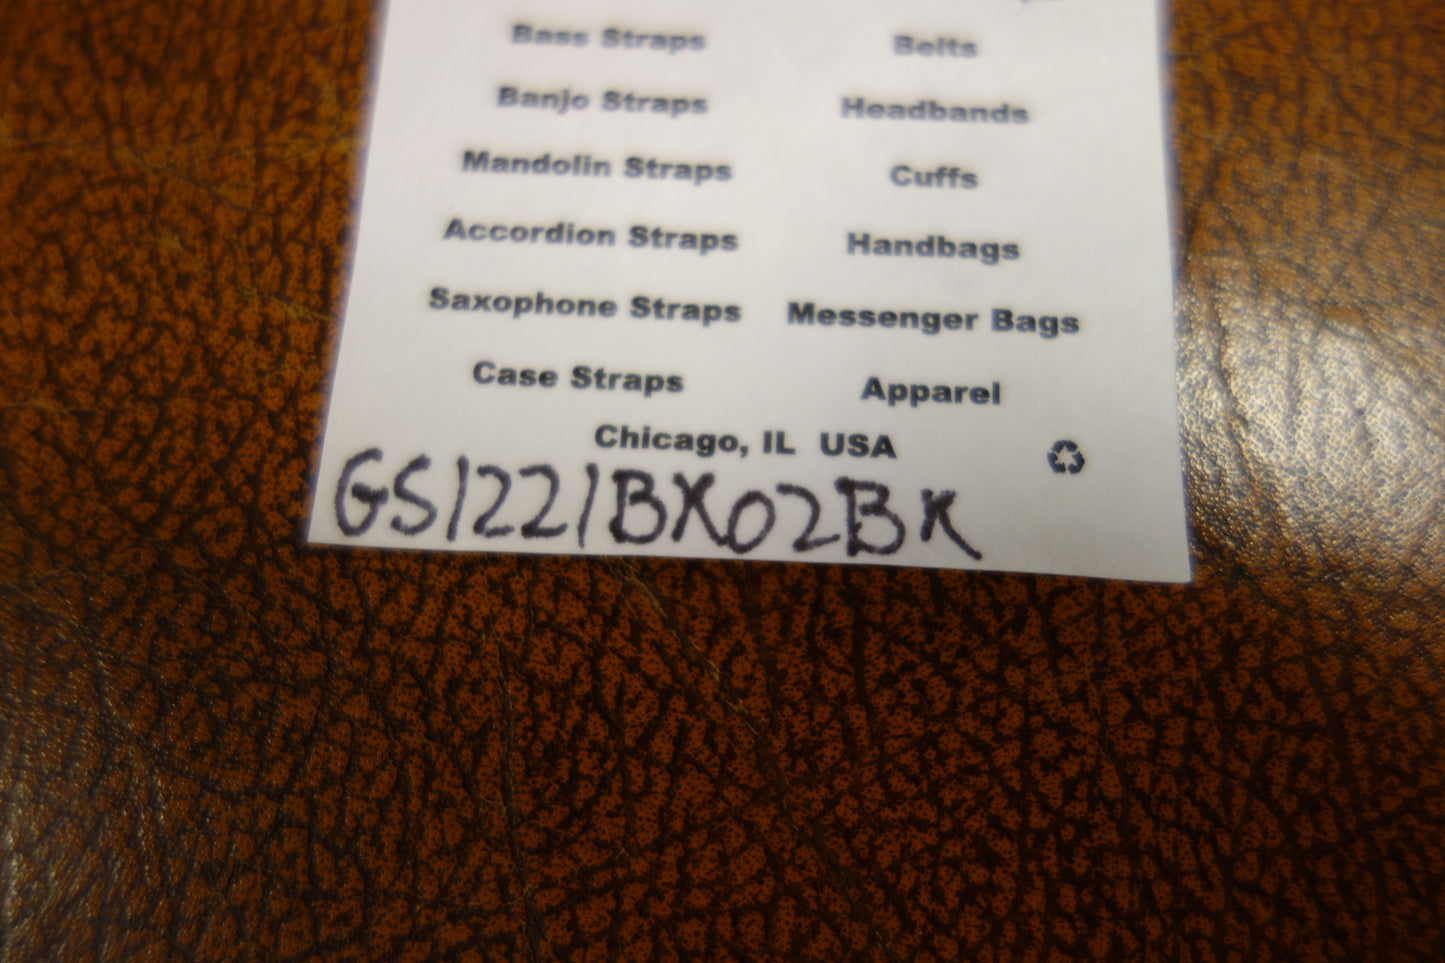 Bass Straps Belts
Banjo Straps Headbands
Mandolin Straps Cuffs
Accordion Straps Handbags
Saxophone Straps Messenger Bags
Case Straps Apparel
Chicago, IL USA
GS1221BX02BK